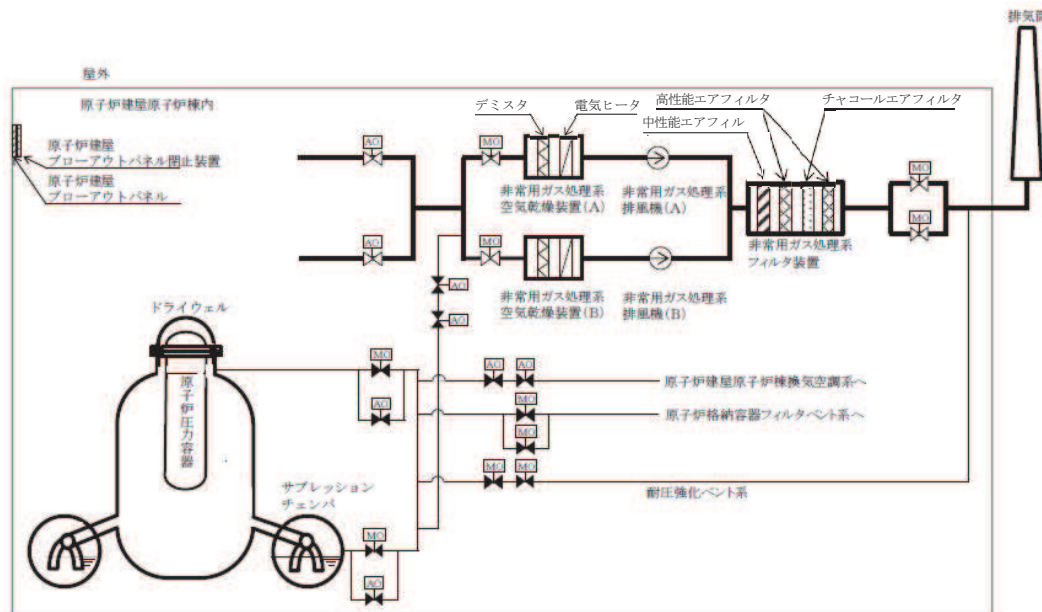 排気筒
屋外
原子炉建屋原子炉棟内
デミスタ
電気ヒータ
高性能エアフィルタ
チャコールエアフィルタ
中性能エアフィル
原子炉建屋
ブローアウトパネル閉止装置
原子炉建屋
ブローアウトパネル
AO
MO
MO
非常用ガス処理系
空気乾燥装置(A)
非常用ガス処理系
排風機(A)
AO
MO
MO
非常用ガス処理系
フィルタ装置
非常用ガス処理系
空気乾燥装置(B)
非常用ガス処理系
排風機(B)
AO
AO
ドライウェル
MO
AO
AO
AO
原子炉建屋原子炉棟換気空調系へ
原子炉圧力容器
MO
原子炉格納容器フィルタベント系へ
MO
MO
MO
耐圧強化ベント系
サプレッション
チェンバ
MO
AO